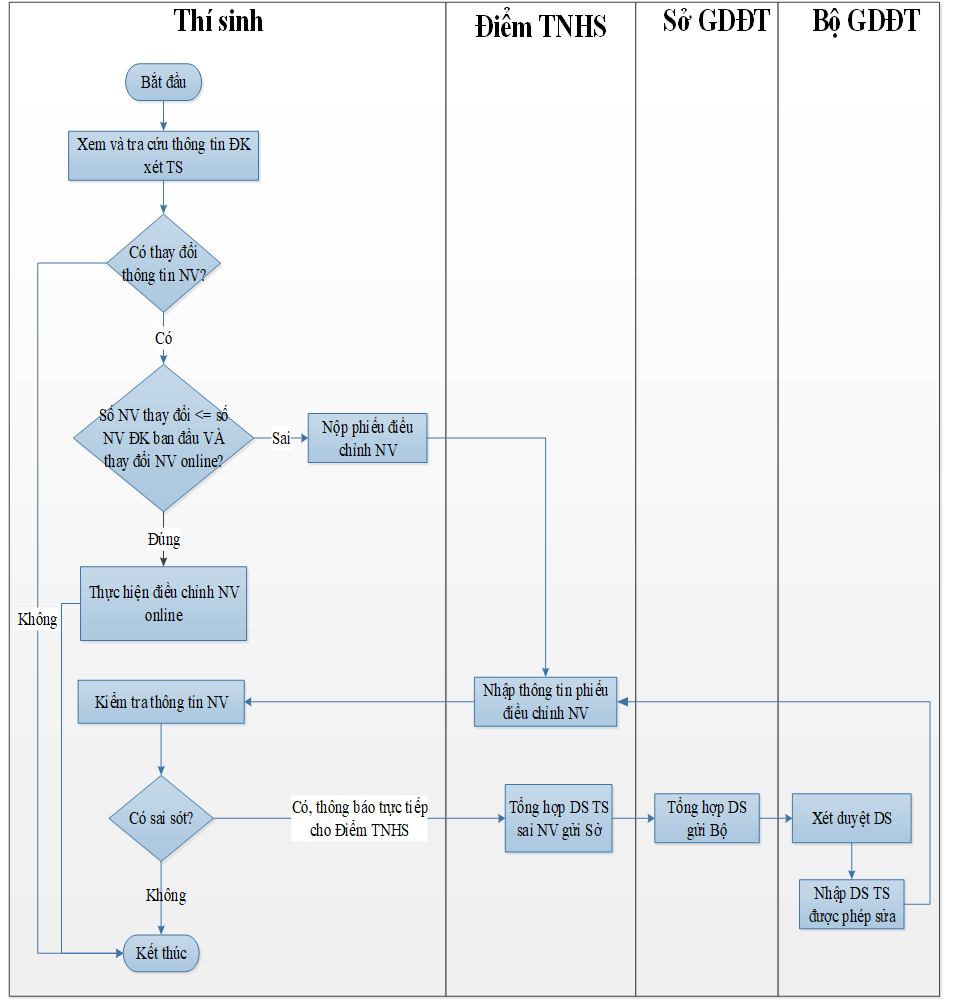 Thí sinh
Điểm TNHS
Sở GDĐT
Bộ GDĐT
Bắt đầu
Xem và tra cứu thông tin ĐK
xét TS
Có thay đổi
thông tin NV?
Có
Số NV thay đổi <= số
NV ĐK ban đầu VÀ
thay đổi NV online?
Sai
Nộp phiếu điều
chỉnh NV
Đúng
Thực hiện điều chỉnh NV
online
Không
Kiểm tra thông tin NV
Nhập thông tin phiếu
điều chỉnh NV
Có sai sót?
Có, thông báo trực tiếp
cho Điểm TNHS
Tổng hợp DS TS
sai NV gửi Sở
Tổng hợp DS
gửi Bộ
Xét duyệt DS
Nhập DS TS
được phép sửa
Không
Kết thúc